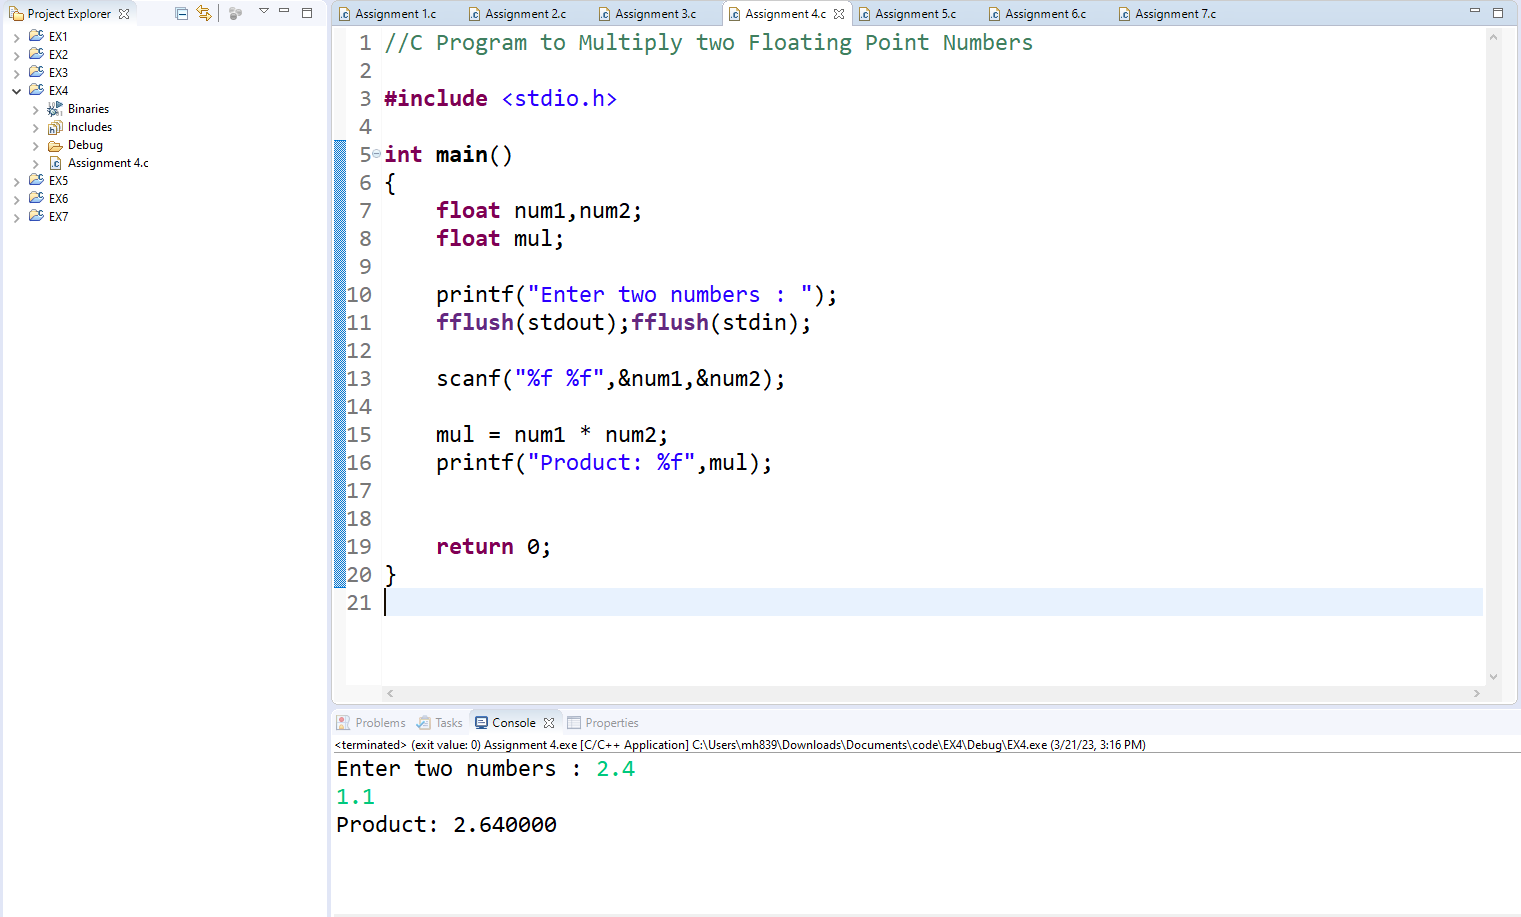 Project Explorer
EX1
EX2
EX3
EX4
Binaries
Includes
Debug
Assignment 4.c
EX5
EX6
EX7
Assignment 1.c Assignment 2.c Assignment 3.c Assignment 4.c Assignment 5.c Assignment 6.c Assignment 7.c
1 //C Program to Multiply two Floating Point Numbers
2
3 #include <stdio.h>
4
5 int main()
6 {
7 float num1,num2;
8 float mul;
9
10 printf("Enter two numbers : ");
11 fflush(stdout);fflush(stdin);
12
13 scanf("%f %f",&num1,&num2);
14
15 mul = num1 * num2;
16 printf("Product: %f",mul);
17
18
19 return 0;
20 }
21
Problems Tasks Console Properties
<terminated> (exit value: 0) Assignment 4.exe [C/C++ Application] C:\Users\mh839\Downloads\Documents\code\EX4\Debug\EX4.exe (3/21/23, 3:16 PM)
Enter two numbers : 2.4
1.1
Product: 2.640000